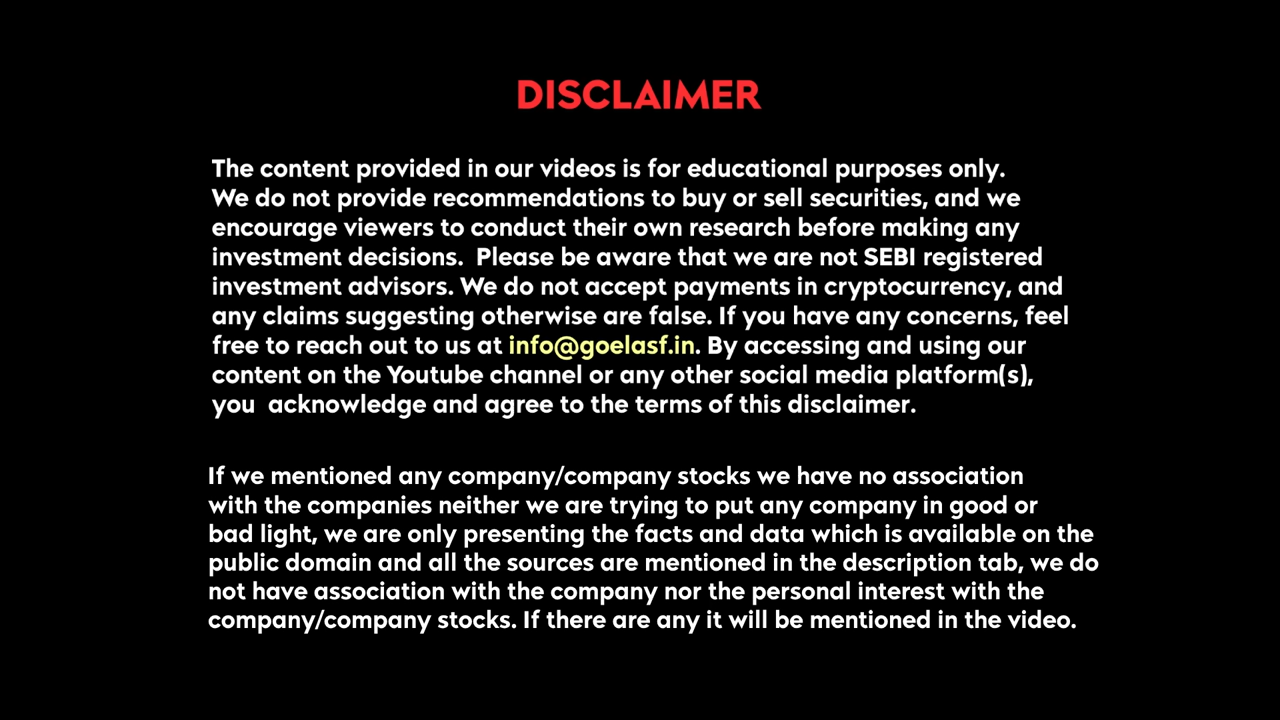 DISCLAIMER
The content provided in our videos is for educational purposes only.
We do not provide recommendations to buy or sell securities, and we
encourage viewers to conduct their own research before making any
investment decisions.  Please be aware that we are not SEBI registered
investment advisors. We do not accept payments in cryptocurrency, and
any claims suggesting otherwise are false. If you have any concerns, feel
free to reach out to us at info@goelasf.in. By accessing and using our
content on the Youtube channel or any other social media platform(s),
you  acknowledge and agree to the terms of this disclaimer.
If we mentioned any company/company stocks we have no association
with the companies neither we are trying to put any company in good or
bad light, we are only presenting the facts and data which is available on the
public domain and all the sources are mentioned in the description tab, we do
not have association with the company nor the personal interest with the
company/company stocks. If there are any it will be mentioned in the video.